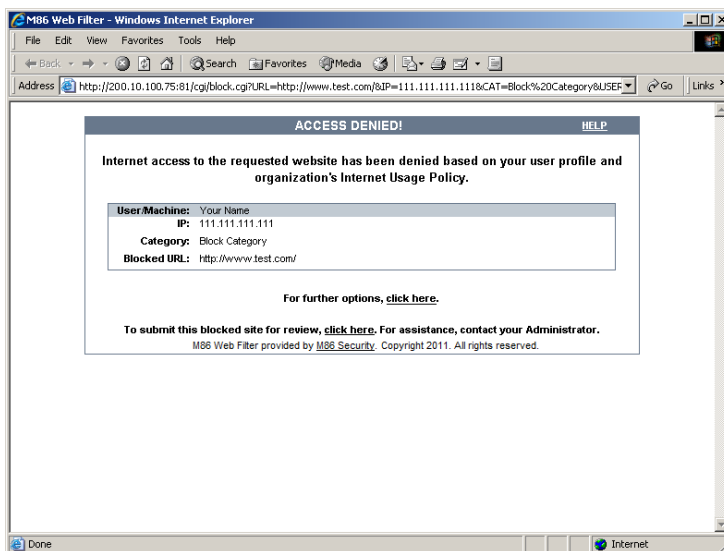 M86 Web Filter - Windows Internet Explorer
File Edit View Favorites Tools Help
Back Search Favorites Media
Address http://200.10.100.75:81/cgi/block.cgi?URL=http://www.test.com/&IP=111.111.111.111&CAT=Block%20Category&USER Go Links »
ACCESS DENIED! HELP
Internet access to the requested website has been denied based on your user profile and
organization's Internet Usage Policy.
User/Machine: Your Name
IP: 111.111.111.111
Category: Block Category
Blocked URL: http://www.test.com/
For further options, click here.
To submit this blocked site for review, click here. For assistance, contact your Administrator.
M86 Web Filter provided by M86 Security. Copyright 2011. All rights reserved.
Done Internet